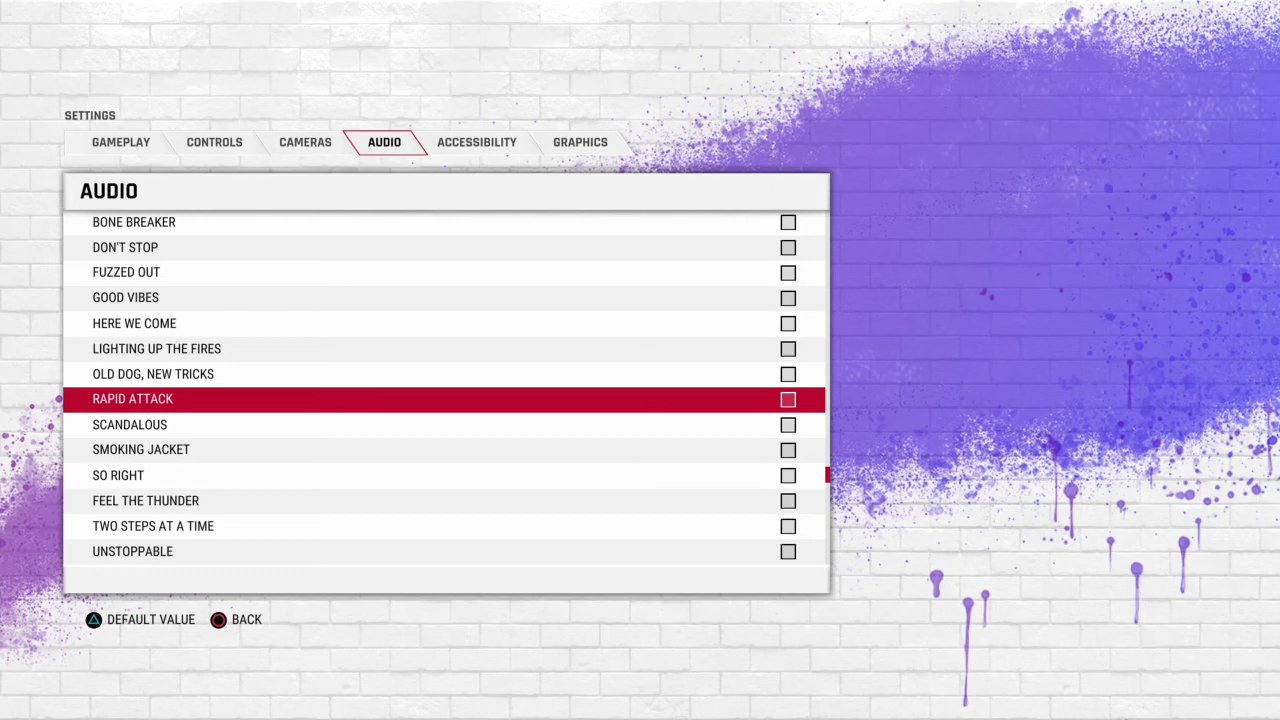 SETTINGS
GAMEPLAY CONTROLS CAMERAS AUDIO ACCESSIBILITY GRAPHICS
AUDIO
BONE BREAKER
DON'T STOP
FUZZED OUT
GOOD VIBES
HERE WE COME
LIGHTING UP THE FIRES
OLD DOG, NEW TRICKS
RAPID ATTACK
SCANDALOUS
SMOKING JACKET
SO RIGHT
FEEL THE THUNDER
TWO STEPS AT A TIME
UNSTOPPABLE
DEFAULT VALUE BACK